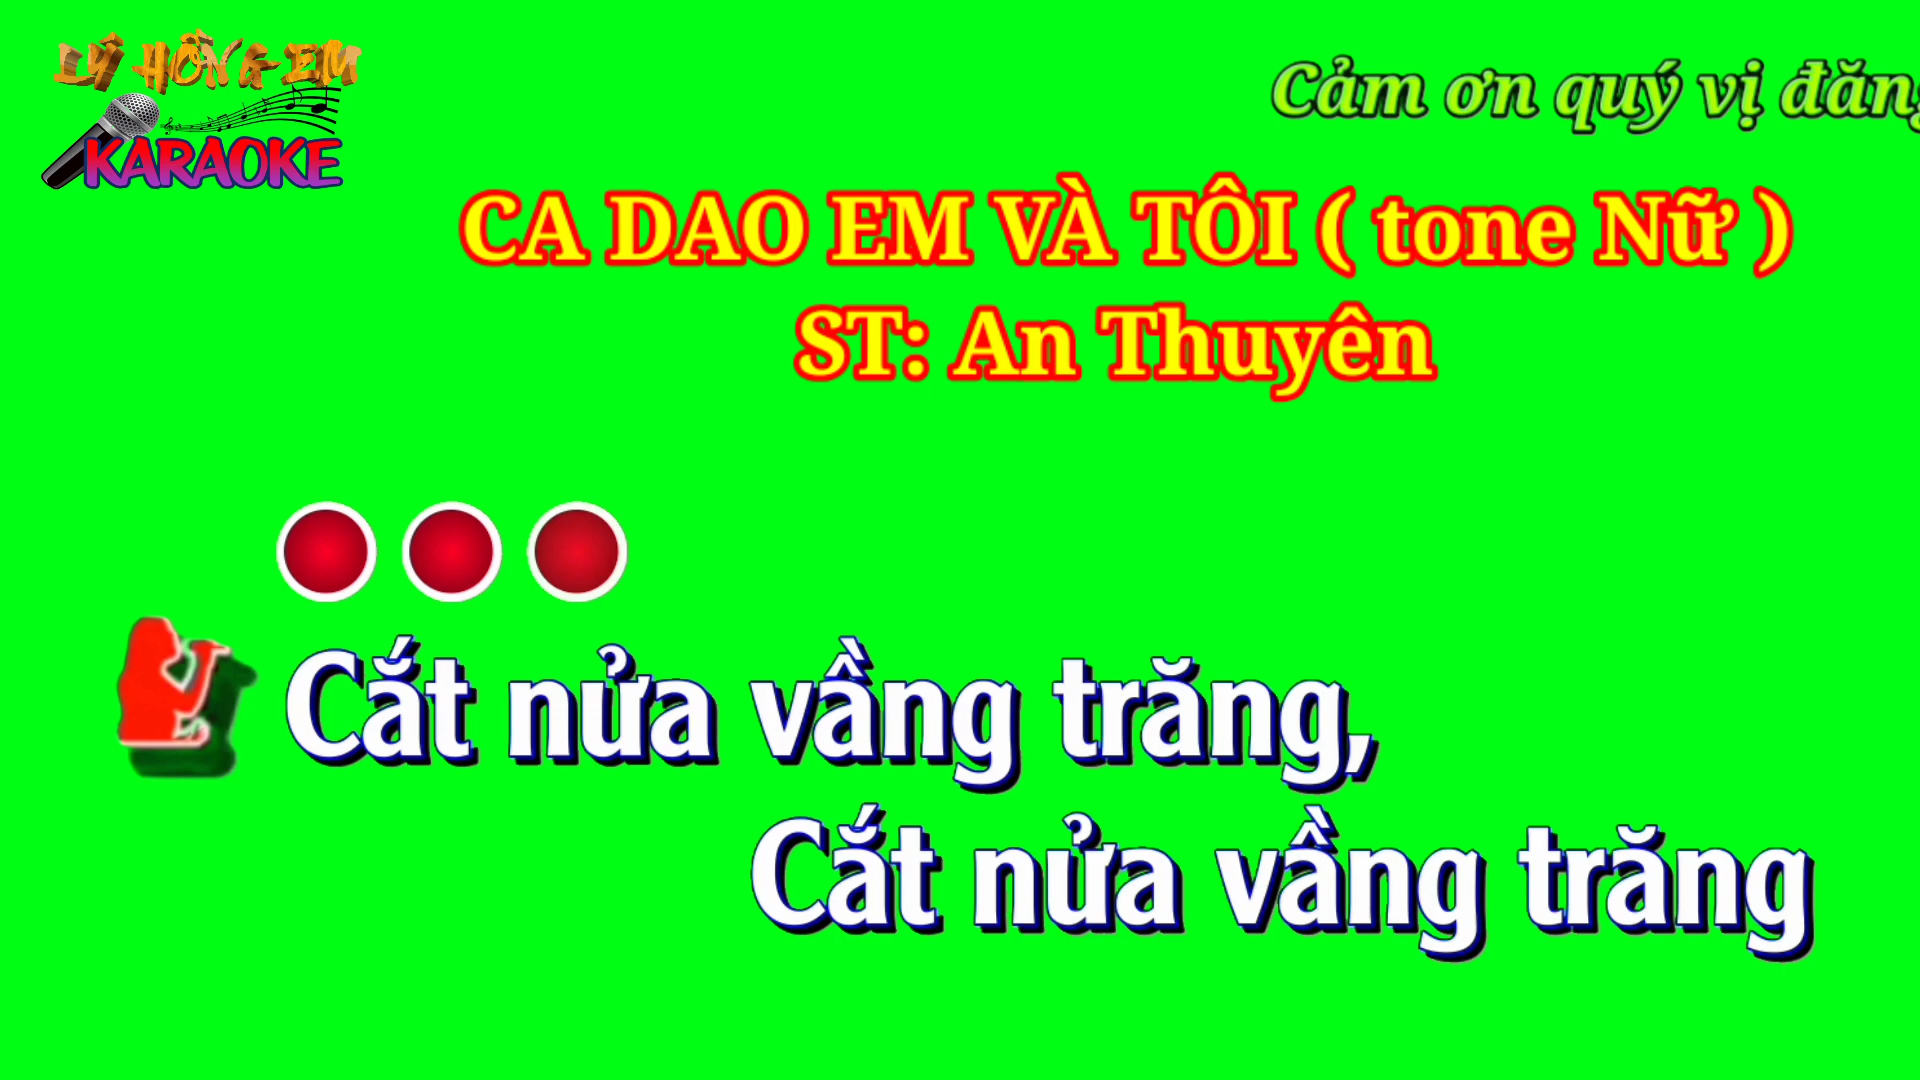 LÝ HỒNG EM
KARAOKE
Cảm ơn quý vị đăng
CA DAO EM VÀ TÔI ( tone Nữ )
ST: An Thuyên
Cắt nửa vầng trăng,
Cắt nửa vầng trăng